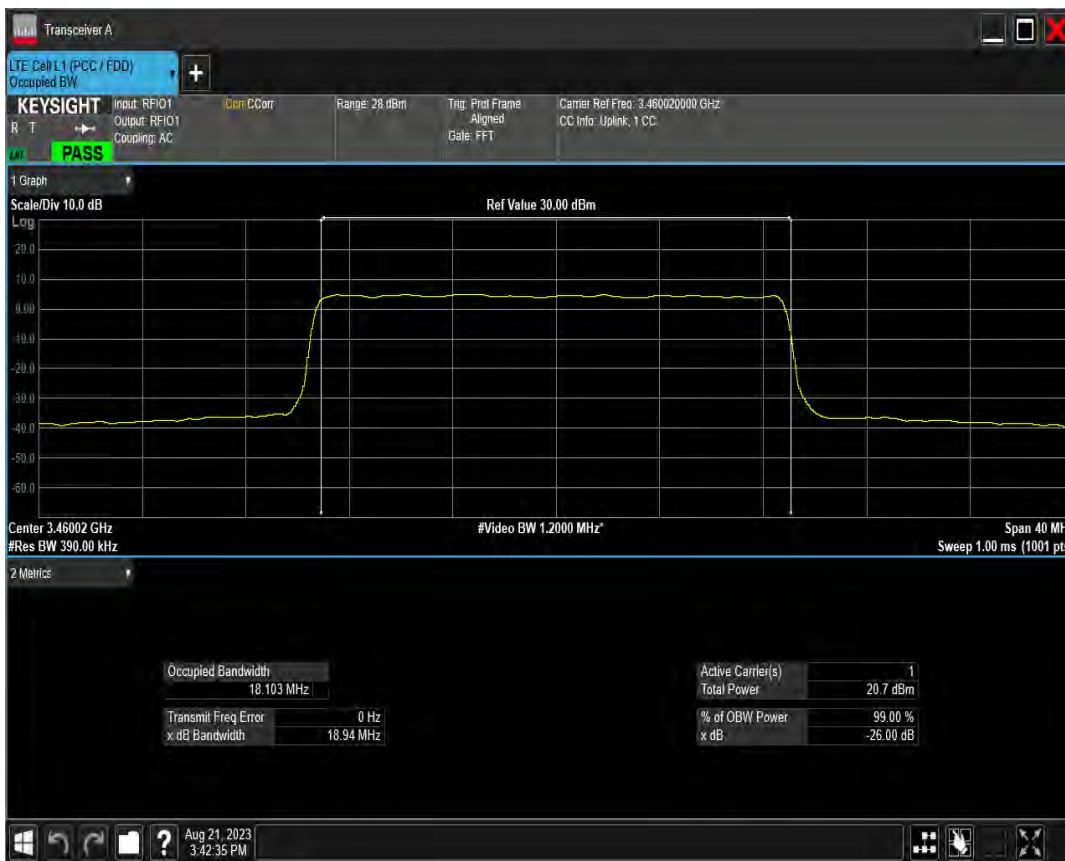 Transceiver A
LTE Cell L1 (PCC / FDD)
Occupied BW
KEYSIGHT
R T
PASS
Input: RFIO1
Output: RFIO1
Coupling: AC
Corr CCorr
Range: 28 dBm
Trig: Prot Frame
Aligned
Gate: FFT
Carrier Ref Freq: 3.460020000 GHz
CC Info: Uplink, 1 CC
1 Graph
Scale/Div 10.0 dB
Ref Value 30.00 dBm
Log
20.0
10.0
0.00
-10.0
-20.0
-30.0
-40.0
-50.0
-60.0
Center 3.46002 GHz
#Video BW 1.2000 MHz*
Span 40 MH
#Res BW 390.00 kHz
Sweep 1.00 ms (1001 pt
2 Metrics
Occupied Bandwidth
18.103 MHz
Transmit Freq Error 0 Hz
x dB Bandwidth 18.94 MHz
Active Carrier(s) 1
Total Power 20.7 dBm
% of OBW Power 99.00 %
x dB -26.00 dB
?
Aug 21, 2023
3:42:35 PM